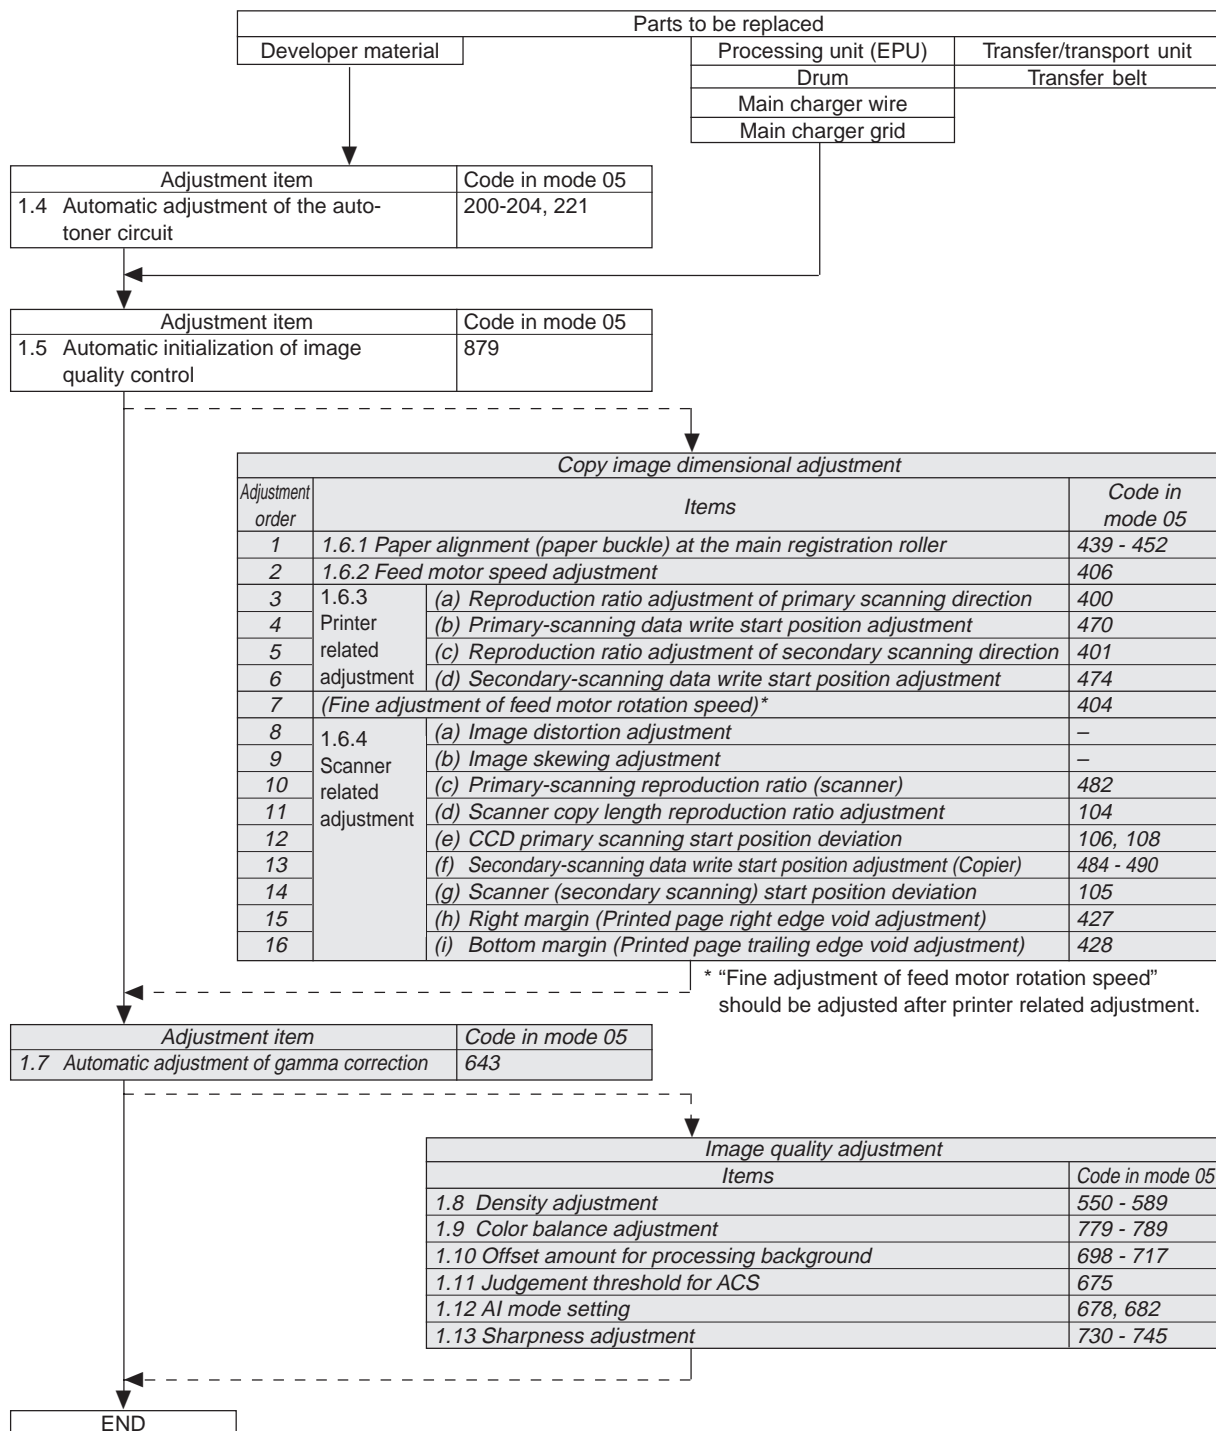 Parts to be replaced
Developer material
Processing unit (EPU)
Transfer/transport unit
Drum
Transfer belt
Main charger wire
Main charger grid
Adjustment item
Code in mode 05
1.4 Automatic adjustment of the auto-
toner circuit
200-204, 221
Adjustment item
Code in mode 05
1.5 Automatic initialization of image
quality control
879
Copy image dimensional adjustment
Adjustment
order
Items
Code in
mode 05
1 1.6.1 Paper alignment (paper buckle) at the main registration roller 439 - 452
2 1.6.2 Feed motor speed adjustment 406
1.6.3
Printer
related
adjustment
3 (a) Reproduction ratio adjustment of primary scanning direction 400
4 (b) Primary-scanning data write start position adjustment 470
5 (c) Reproduction ratio adjustment of secondary scanning direction 401
6 (d) Secondary-scanning data write start position adjustment 474
7 (Fine adjustment of feed motor rotation speed)* 404
1.6.4
Scanner
related
adjustment
8 (a) Image distortion adjustment –
9 (b) Image skewing adjustment –
10 (c) Primary-scanning reproduction ratio (scanner) 482
11 (d) Scanner copy length reproduction ratio adjustment 104
12 (e) CCD primary scanning start position deviation 106, 108
13 (f) Secondary-scanning data write start position adjustment (Copier) 484 - 490
14 (g) Scanner (secondary scanning) start position deviation 105
15 (h) Right margin (Printed page right edge void adjustment) 427
16 (i) Bottom margin (Printed page trailing edge void adjustment) 428
* “Fine adjustment of feed motor rotation speed”
should be adjusted after printer related adjustment.
Adjustment item
Code in mode 05
1.7 Automatic adjustment of gamma correction 643
Image quality adjustment
Items
Code in mode 05
1.8 Density adjustment 550 - 589
1.9 Color balance adjustment 779 - 789
1.10 Offset amount for processing background 698 - 717
1.11 Judgement threshold for ACS 675
1.12 AI mode setting 678, 682
1.13 Sharpness adjustment 730 - 745
END